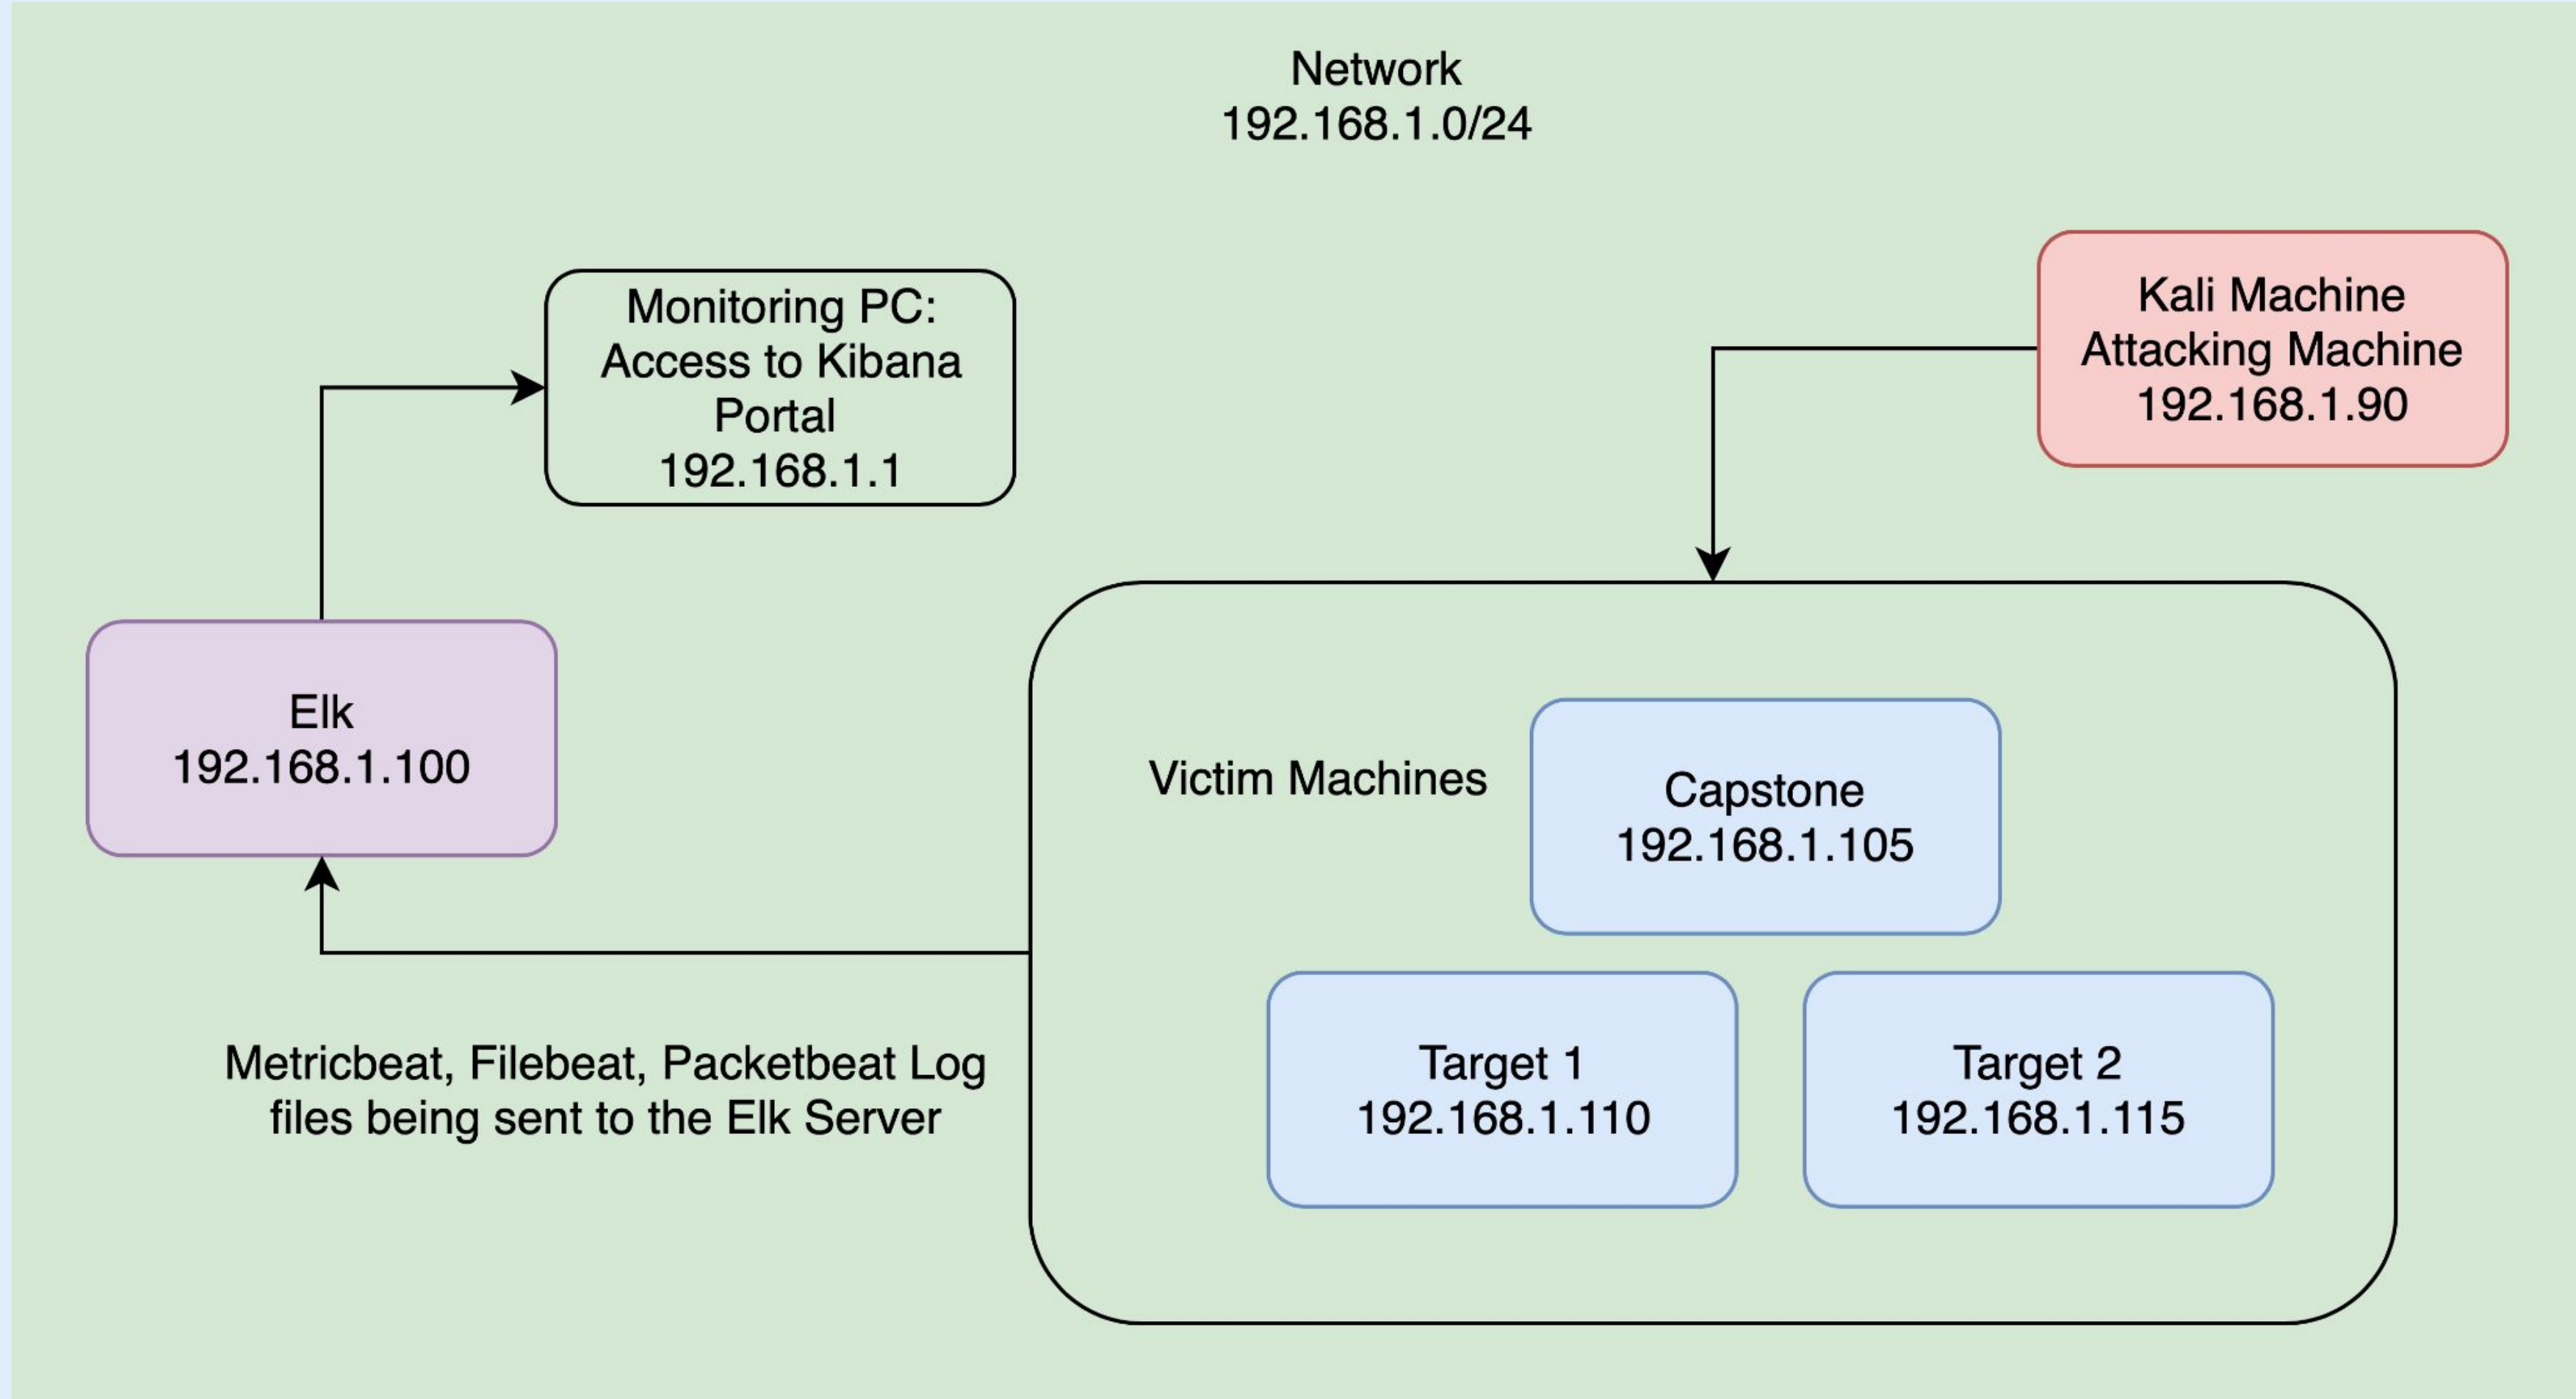 Network
192.168.1.0/24
Monitoring PC:
Access to Kibana
Portal
192.168.1.1
Kali Machine
Attacking Machine
192.168.1.90
Elk
192.168.1.100
Victim Machines
Capstone
192.168.1.105
Metricbeat, Filebeat, Packetbeat Log
files being sent to the Elk Server
Target 1
192.168.1.110
Target 2
192.168.1.115